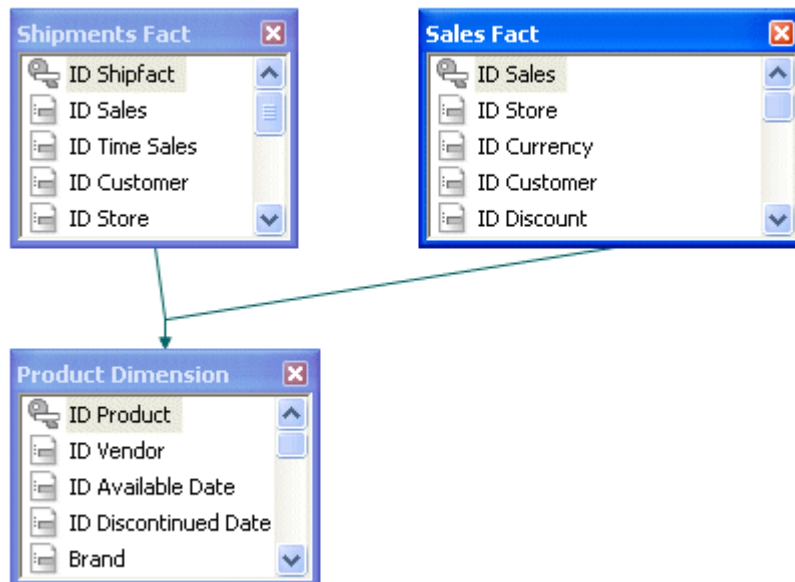 Shipments Fact
ID Shipfact
ID Sales
ID Time Sales
ID Customer
ID Store
Sales Fact
ID Sales
ID Store
ID Currency
ID Customer
ID Discount
Product Dimension
ID Product
ID Vendor
ID Available Date
ID Discontinued Date
Brand